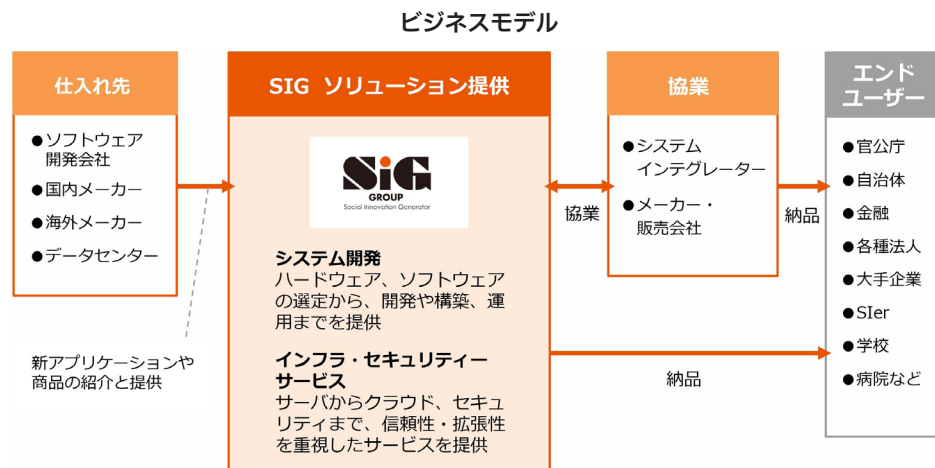 ビジネスモデル
仕入れ先
●ソフトウェア
開発会社
●国内メーカー
●海外メーカー
●データセンター
新アプリケーションや
商品の紹介と提供
SIG ソリューション提供
SiG
GROUP
Social Innovation Generator
システム開発
ハードウェア、ソフトウェア
の選定から、開発や構築、運
用までを提供
インフラ・セキュリティー
サービス
サーバからクラウド、セキュ
リティまで、信頼性・拡張性
を重視したサービスを提供
協業
協業
●システム
インテグレーター
●メーカー・
販売会社
納品
納品
エンド
ユーザー
●官公庁
●自治体
●金融
●各種法人
●大手企業
●SIer
●学校
●病院など